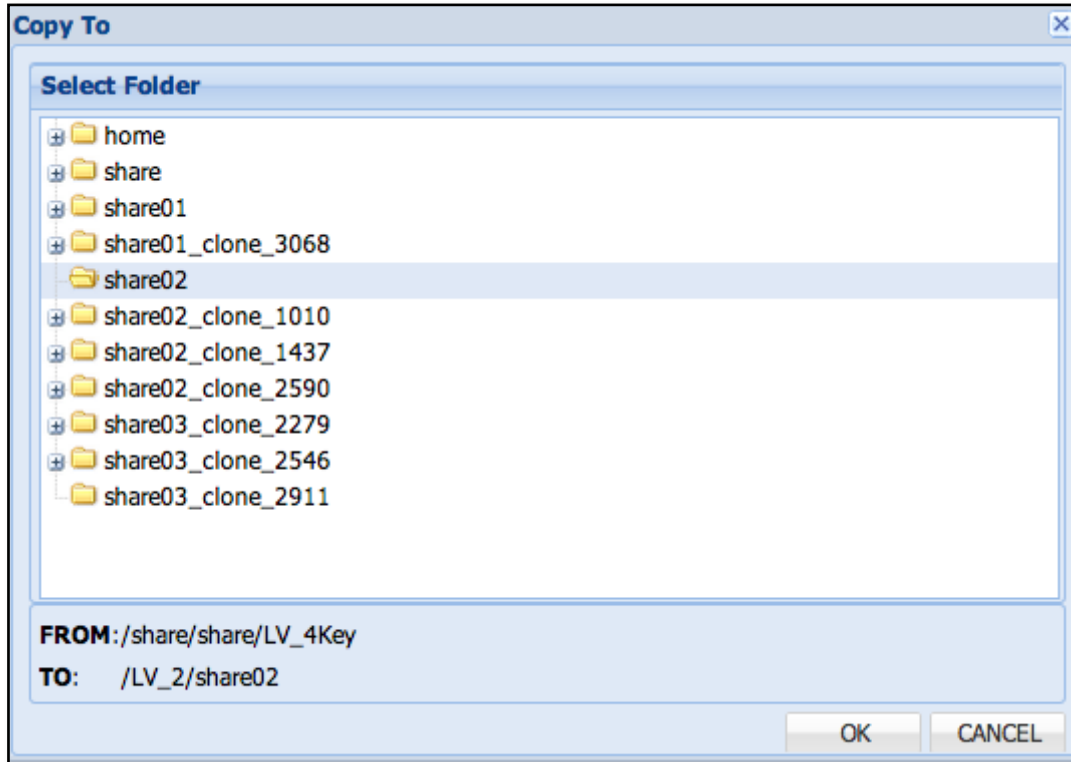 Copy To
Select Folder
home
share
share01
share01_clone_3068
share02
share02_clone_1010
share02_clone_1437
share02_clone_2590
share03_clone_2279
share03_clone_2546
share03_clone_2911
FROM:/share/share/LV_4Key
TO: /LV_2/share02
OK CANCEL